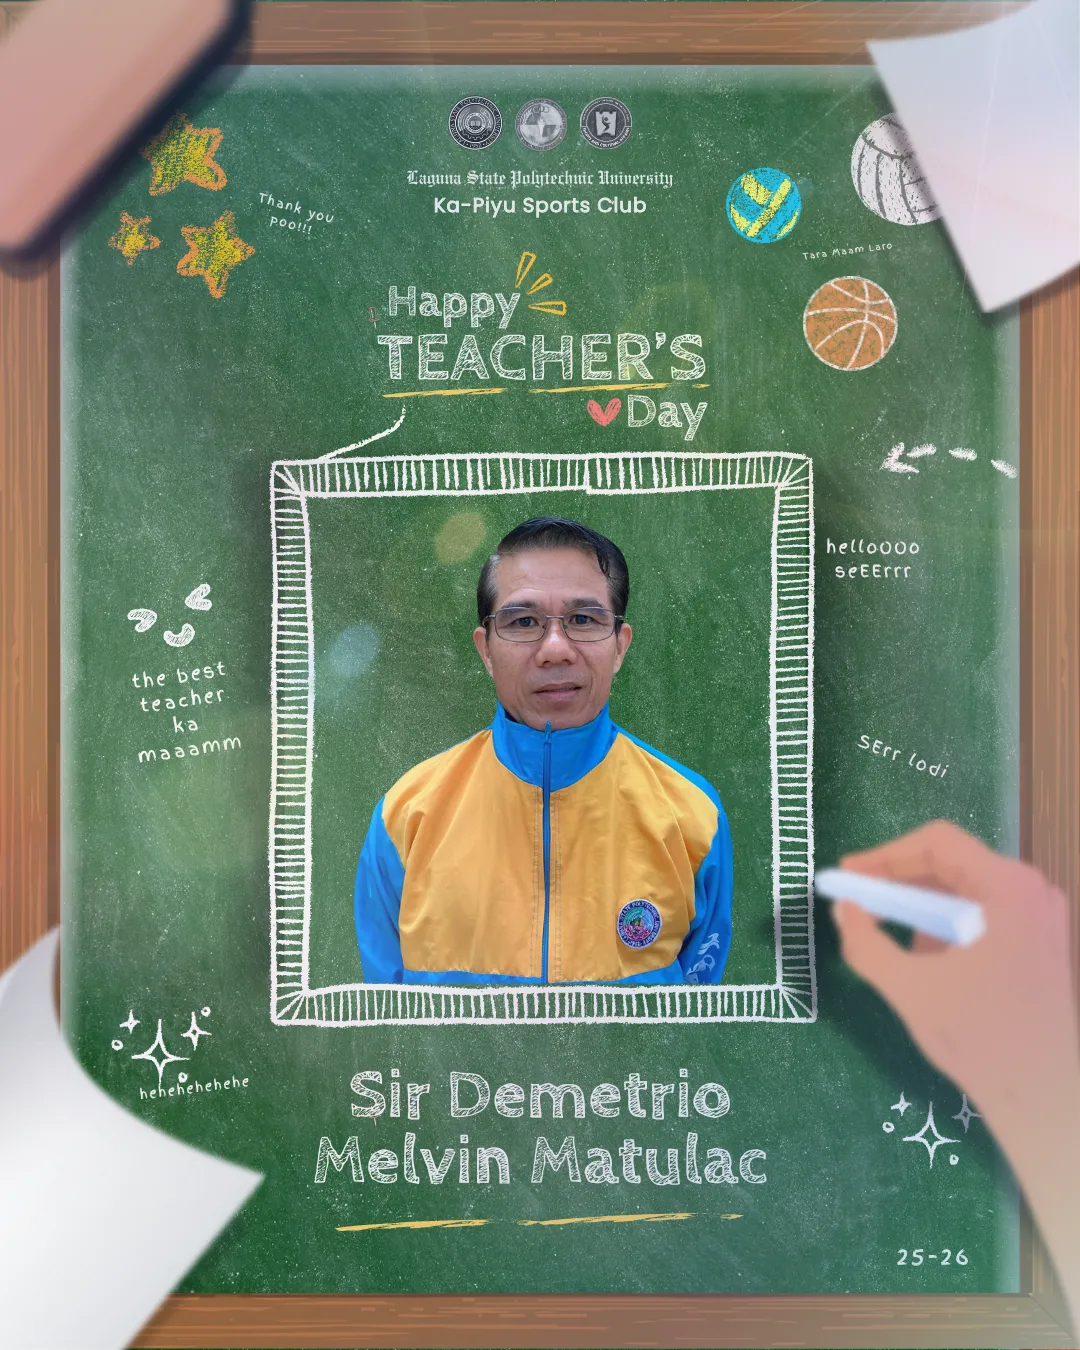 Laguna State Polytechnic University
Ka-Piyu Sports Club
Thank you
poo!!!
Tara Maam Laro
Happy
TEACHER'S
Day
helloOOO
seEErrr
the best
teacher
ka
maaamm
SErr lodi
hehehehehehe
Sir Demetrio
Melvin Matulac
25-26